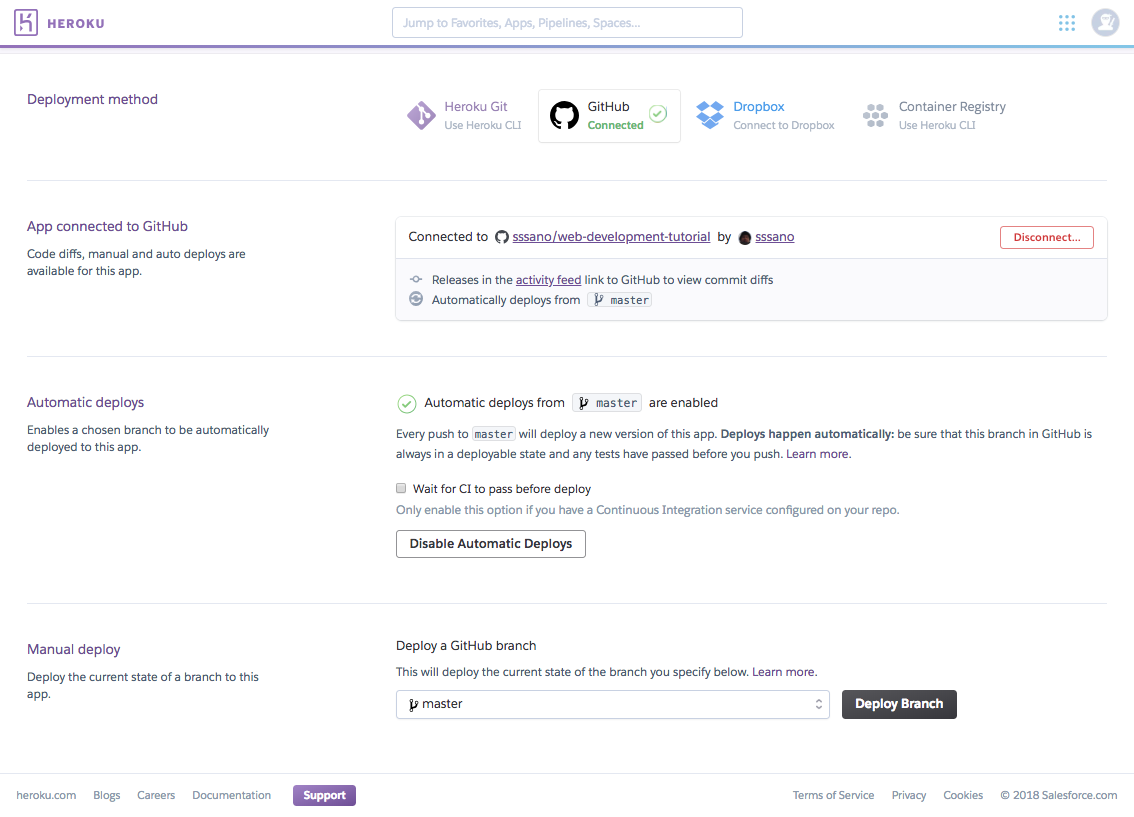 HEROKU
Jump to Favorites, Apps, Pipelines, Spaces...
Deployment method
Heroku Git
Use Heroku CLI
GitHub
Connected
Dropbox
Connect to Dropbox
Container Registry
Use Heroku CLI
App connected to GitHub
Code diffs, manual and auto deploys are
available for this app.
Connected to sssano/web-development-tutorial by sssano
Disconnect...
Releases in the activity feed link to GitHub to view commit diffs
Automatically deploys from master
Automatic deploys
Enables a chosen branch to be automatically
deployed to this app.
Automatic deploys from master are enabled
Every push to master will deploy a new version of this app. Deploys happen automatically: be sure that this branch in GitHub is
always in a deployable state and any tests have passed before you push. Learn more.
Wait for CI to pass before deploy
Only enable this option if you have a Continuous Integration service configured on your repo.
Disable Automatic Deploys
Manual deploy
Deploy the current state of a branch to this
app.
Deploy a GitHub branch
This will deploy the current state of the branch you specify below. Learn more.
master
Deploy Branch
heroku.com Blogs Careers Documentation Support
Terms of Service Privacy Cookies © 2018 Salesforce.com